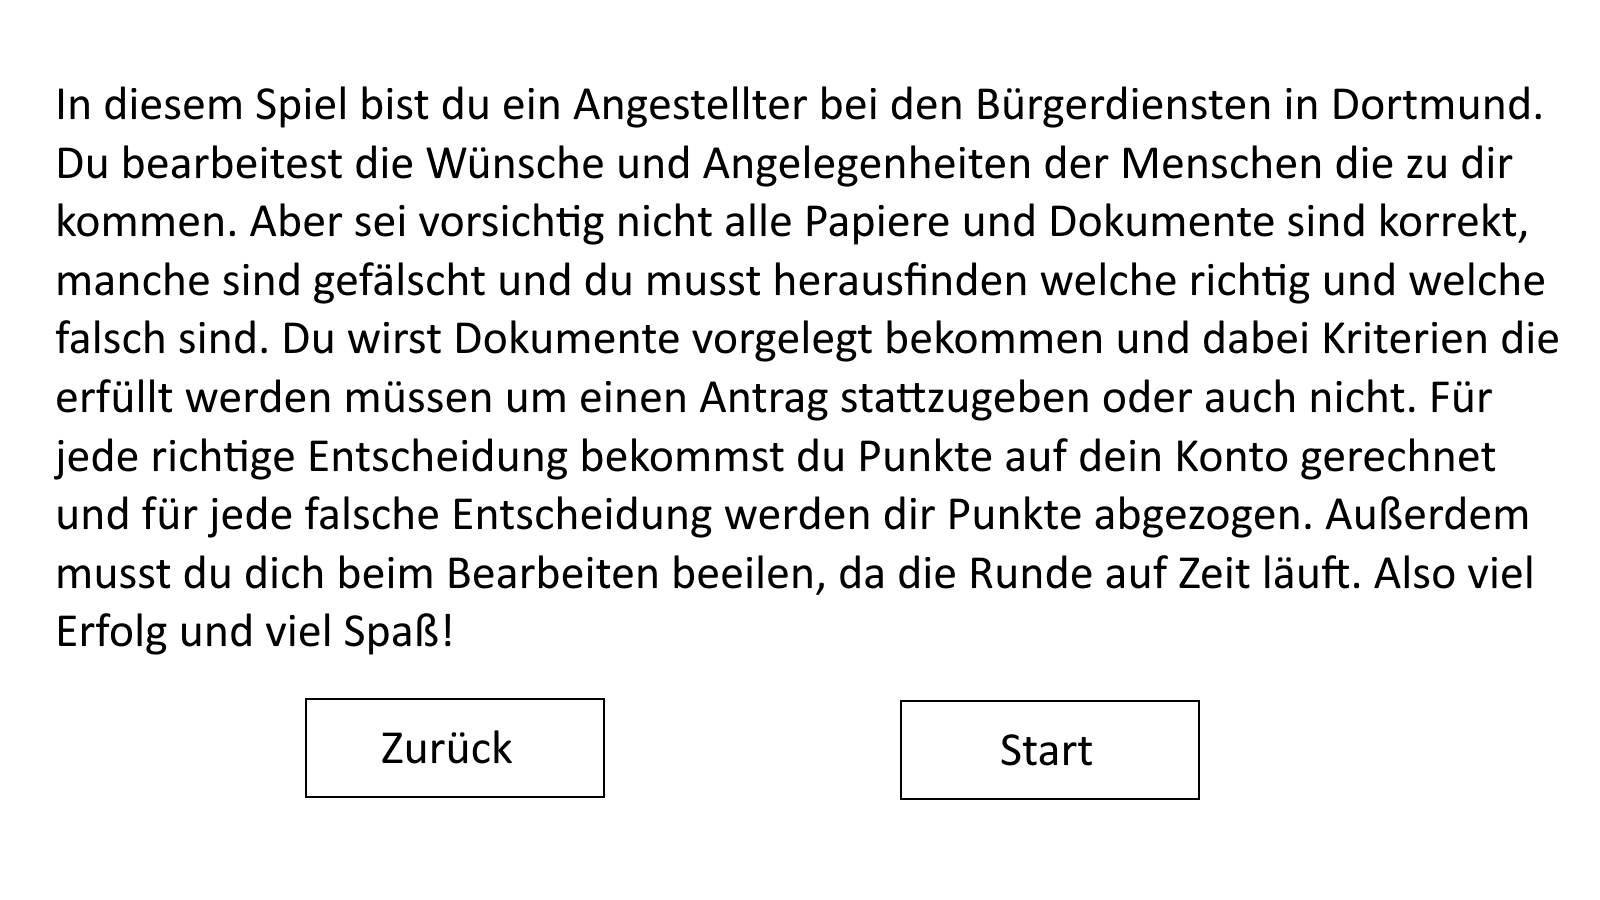 In diesem Spiel bist du ein Angestellter bei den Bürgerdiensten in Dortmund.
Du bearbeitest die Wünsche und Angelegenheiten der Menschen die zu dir
kommen. Aber sei vorsichtig nicht alle Papiere und Dokumente sind korrekt,
manche sind gefälscht und du musst herausfinden welche richtig und welche
falsch sind. Du wirst Dokumente vorgelegt bekommen und dabei Kriterien die
erfüllt werden müssen um einen Antrag stattzugeben oder auch nicht. Für
jede richtige Entscheidung bekommst du Punkte auf dein Konto gerechnet
und für jede falsche Entscheidung werden dir Punkte abgezogen. Außerdem
musst du dich beim Bearbeiten beeilen, da die Runde auf Zeit läuft. Also viel
Erfolg und viel Spaß!
Zurück
Start